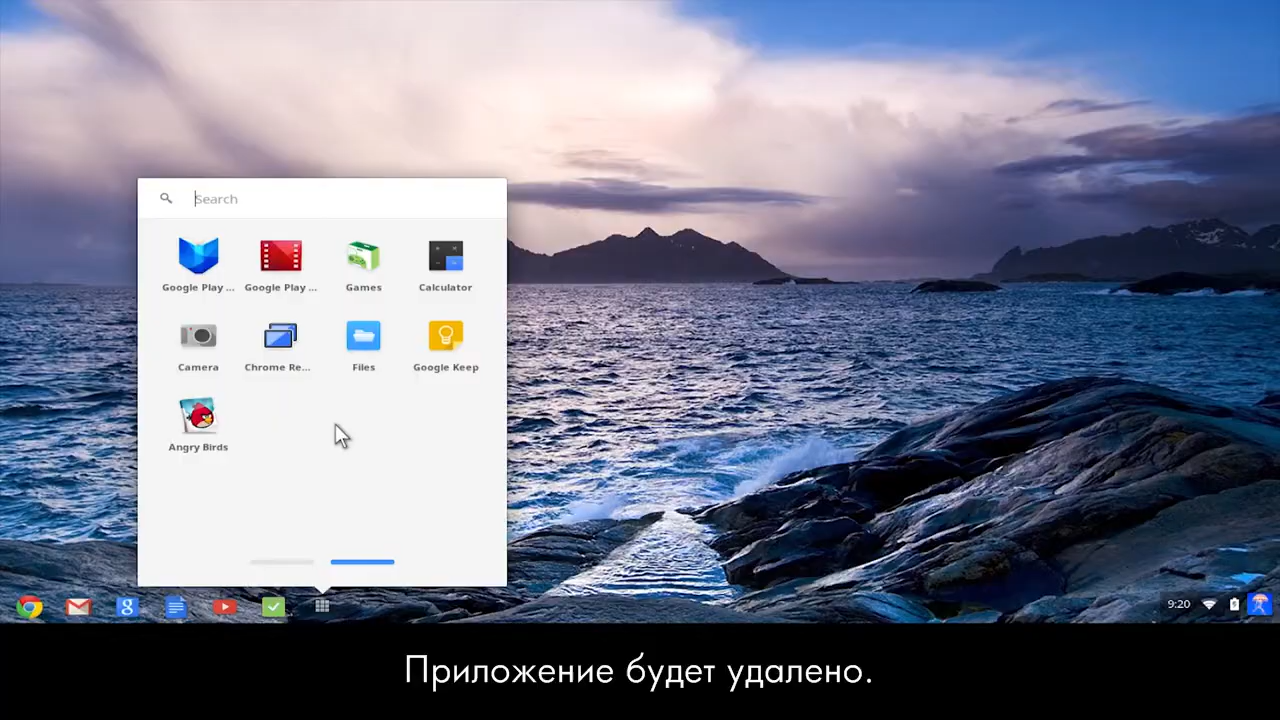 Search
Google Play ...
Google Play ...
Games
Calculator
Camera
Chrome Re...
Files
Google Keep
Angry Birds
8
9:20
Приложение будет удалено.